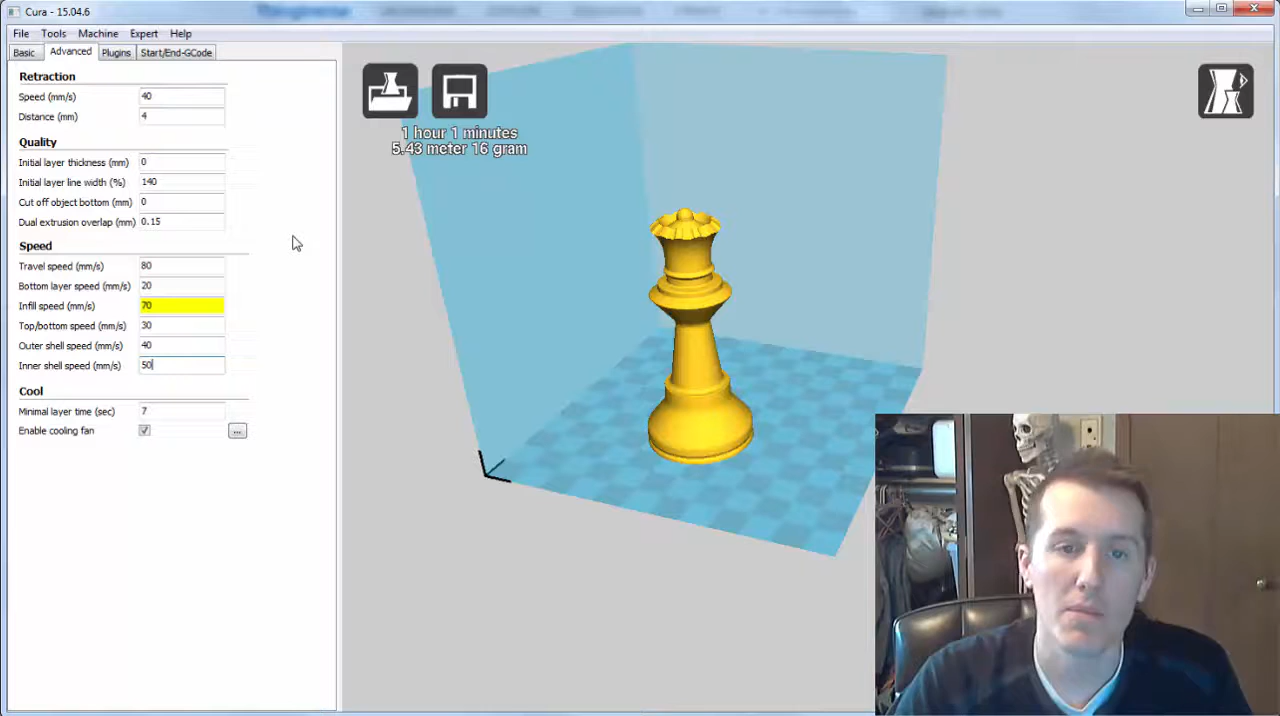 Cura - 15.04.6
File Tools Machine Expert Help
Basic Advanced Plugins Start/End-GCode
Retraction
Speed (mm/s) 40
Distance (mm) 4
Quality
Initial layer thickness (mm) 0
Initial layer line width (%) 140
Cut off object bottom (mm) 0
Dual extrusion overlap (mm) 0.15
Speed
Travel speed (mm/s) 80
Bottom layer speed (mm/s) 20
Infill speed (mm/s) 70
Top/bottom speed (mm/s) 30
Outer shell speed (mm/s) 40
Inner shell speed (mm/s) 50
Cool
Minimal layer time (sec) 7
Enable cooling fan ...
1 hour 1 minutes
5.43 meter 16 gram